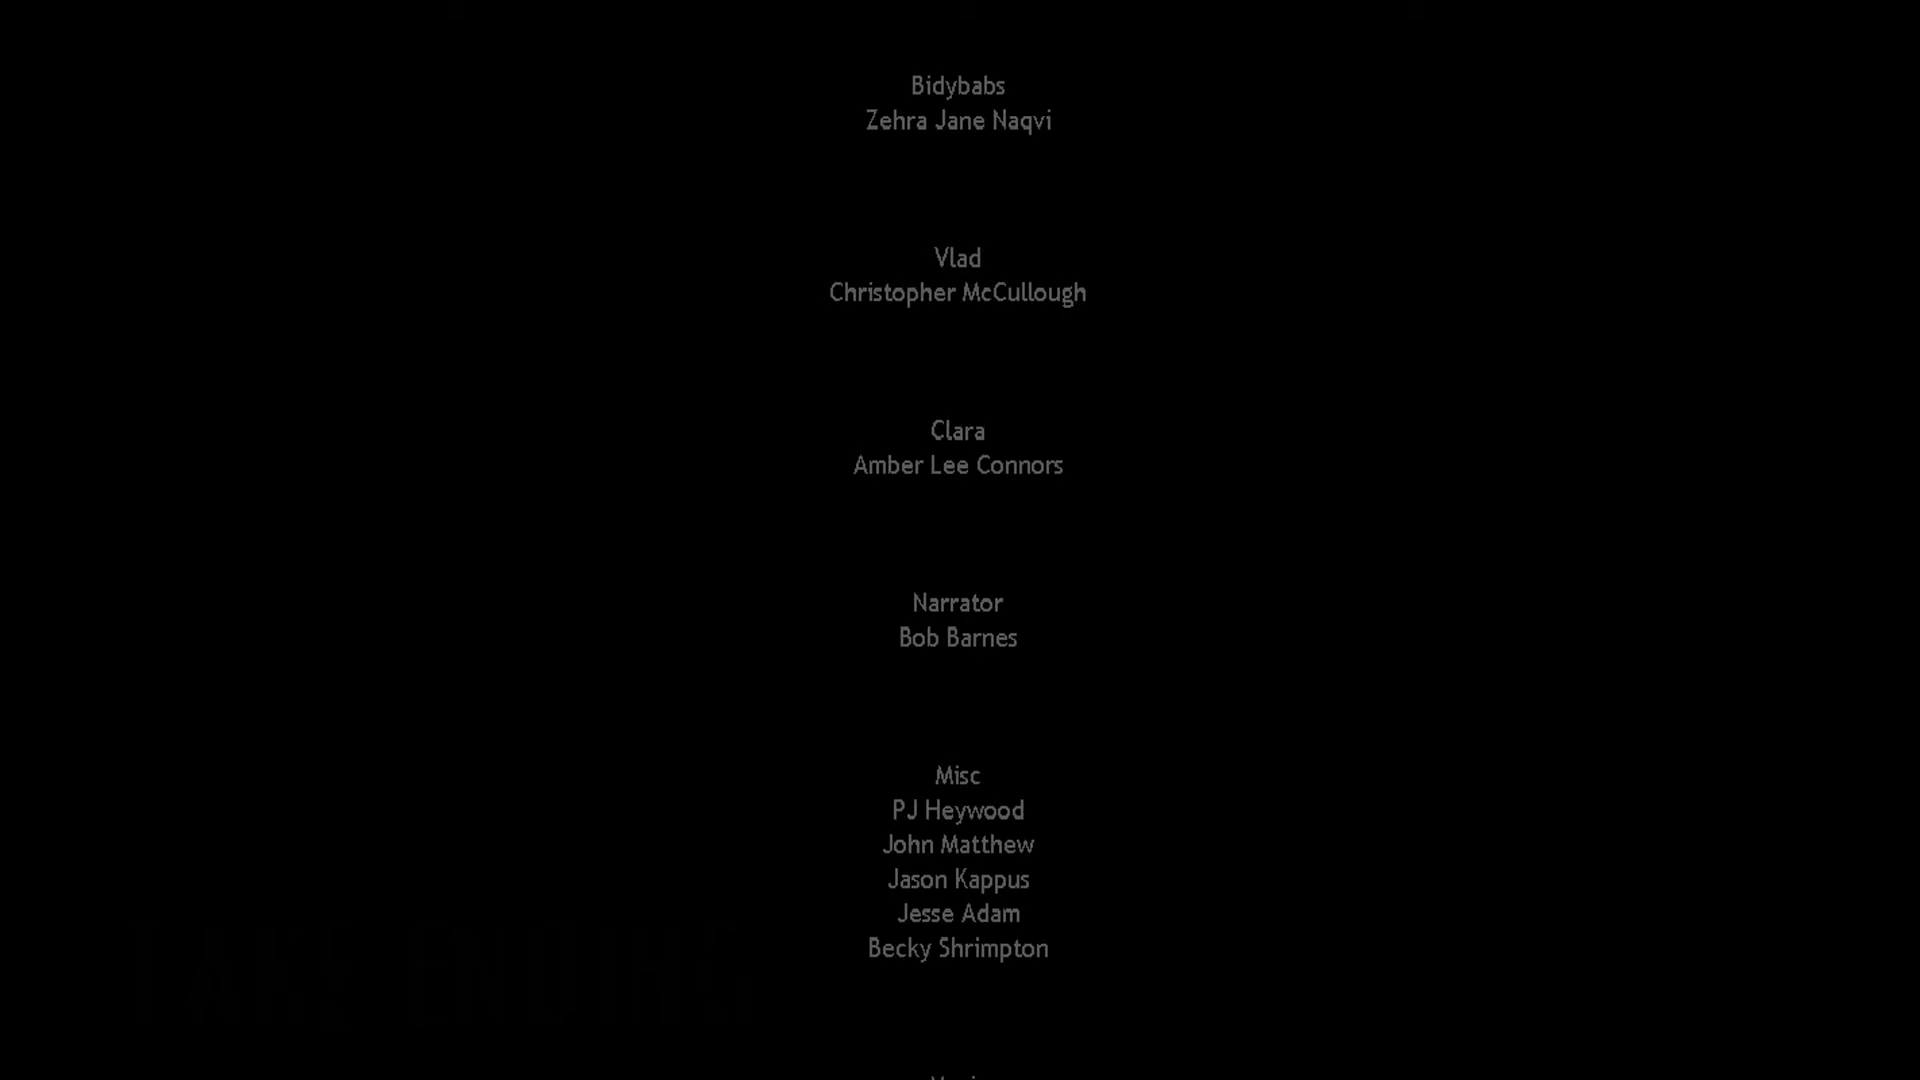 Bidybabs
Zehra Jane Naqvi
Vlad
Christopher McCullough
Clara
Amber Lee Connors
Narrator
Bob Barnes
Misc
PJ Heywood
John Matthew
Jason Kappus
Jesse Adam
Becky Shrimpton